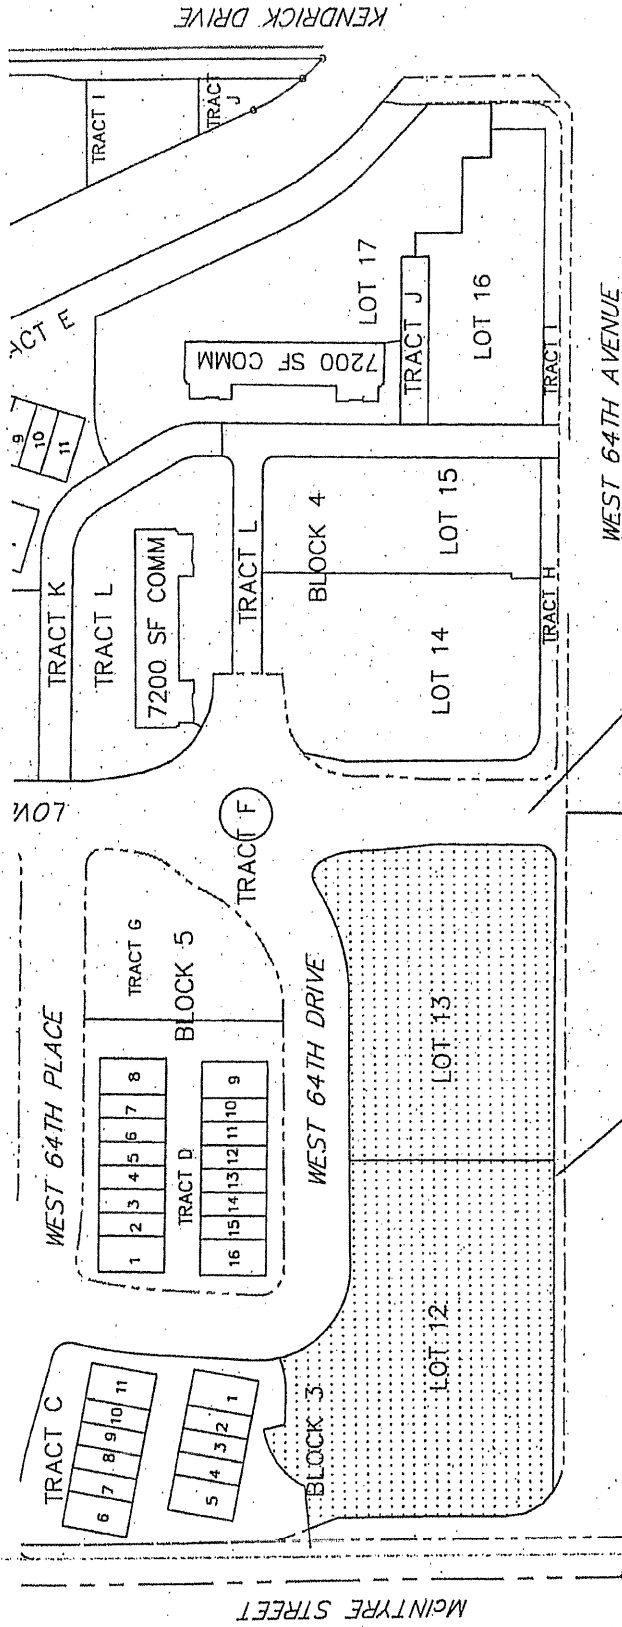 KENDRICK DRIVE
TRACT I
TRACT
J
ACT E
LOT 17
7200 SF COMM
TRACT J
LOT 16
TRACT I
WEST 64TH AVENUE
9
10
11
TRACT K
TRACT L
7200 SF COMM
TRACT L
BLOCK 4
LOT 15
LOT 14
TRACT H
LOW
TRACT F
WEST 64TH PLACE
TRACT G
BLOCK 5
1 2 3 4 5 6 7 8
TRACT D
16 15 14 13 12 11 10 9
WEST 64TH DRIVE
LOT 13
LOT 12
TRACT C
6 7 8 9 10 11
5 4 3 2 1
BLOCK 3
McINTYRE STREET